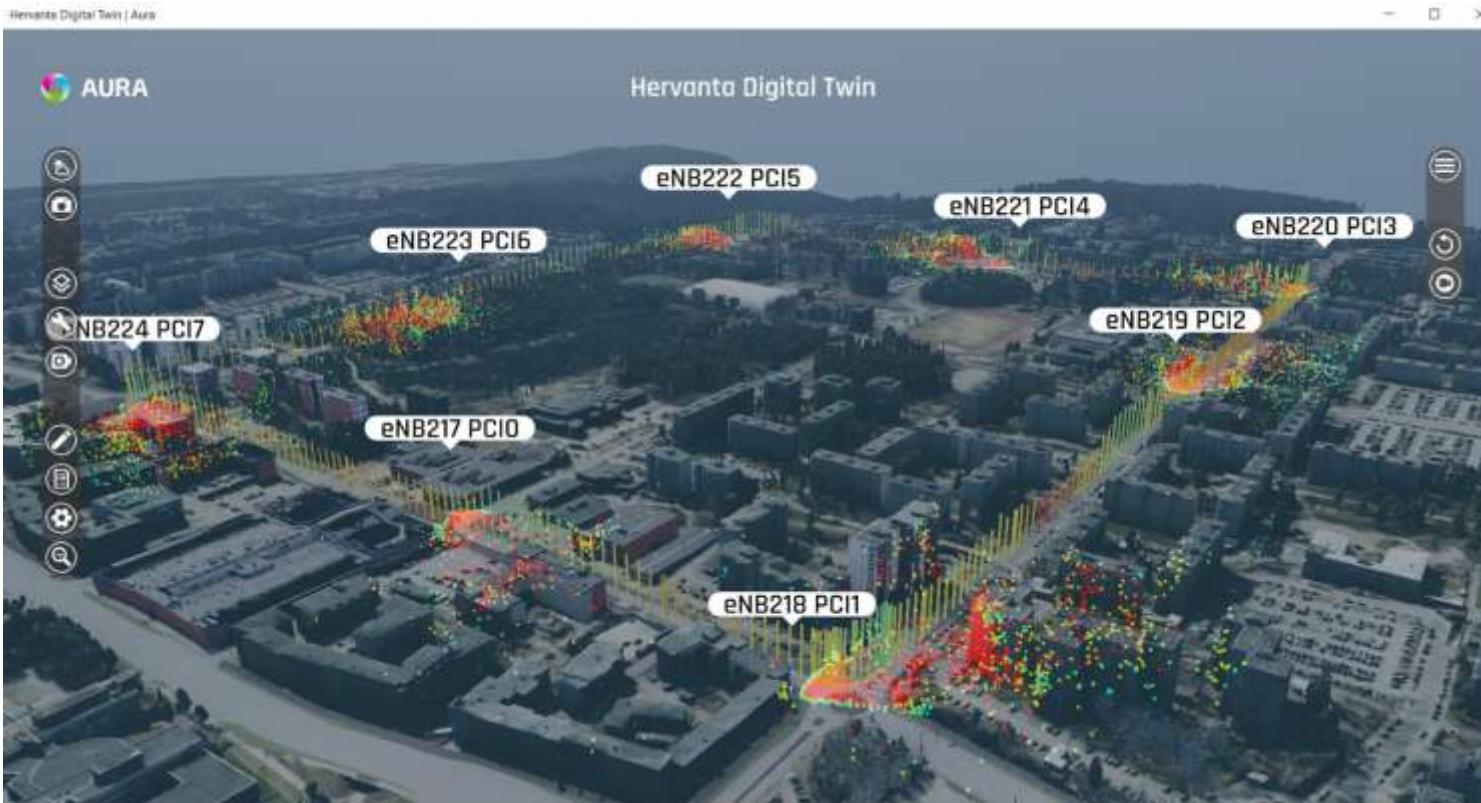 Hervanta Digital Twin | Aura
AURA
Hervanta Digital Twin
eNB222 PCI5
eNB221 PCI4
eNB220 PCI3
eNB223 PCI6
eNB219 PCI2
NB224 PCI7
eNB217 PCI0
eNB218 PCI1